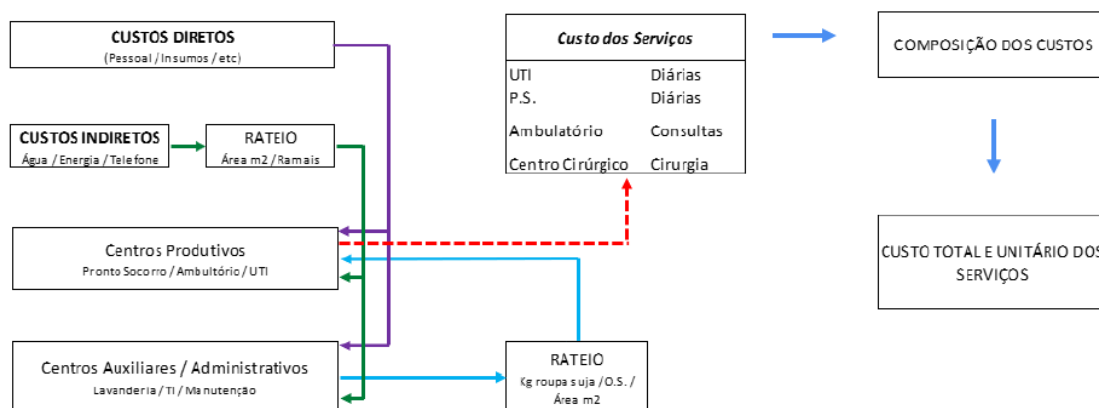 CUSTOS DIRETOS
(Pessoal / Insumos / etc)
CUSTOS INDIRETOS
Água / Energia / Telefone
RATEIO
Área m2 / Ramais
Centros Produtivos
Pronto Socorro / Ambultório / UTI
Centros Auxiliares / Administrativos
Lavanderia / TI / Manutenção
RATEIO
Kg roupa suja / O.S. /
Área m2
Custo dos Serviços
UTI Diárias
P.S. Diárias
Ambulatório Consultas
Centro Cirúrgico Cirurgia
COMPOSIÇÃO DOS CUSTOS
CUSTO TOTAL E UNITÁRIO DOS
SERVIÇOS